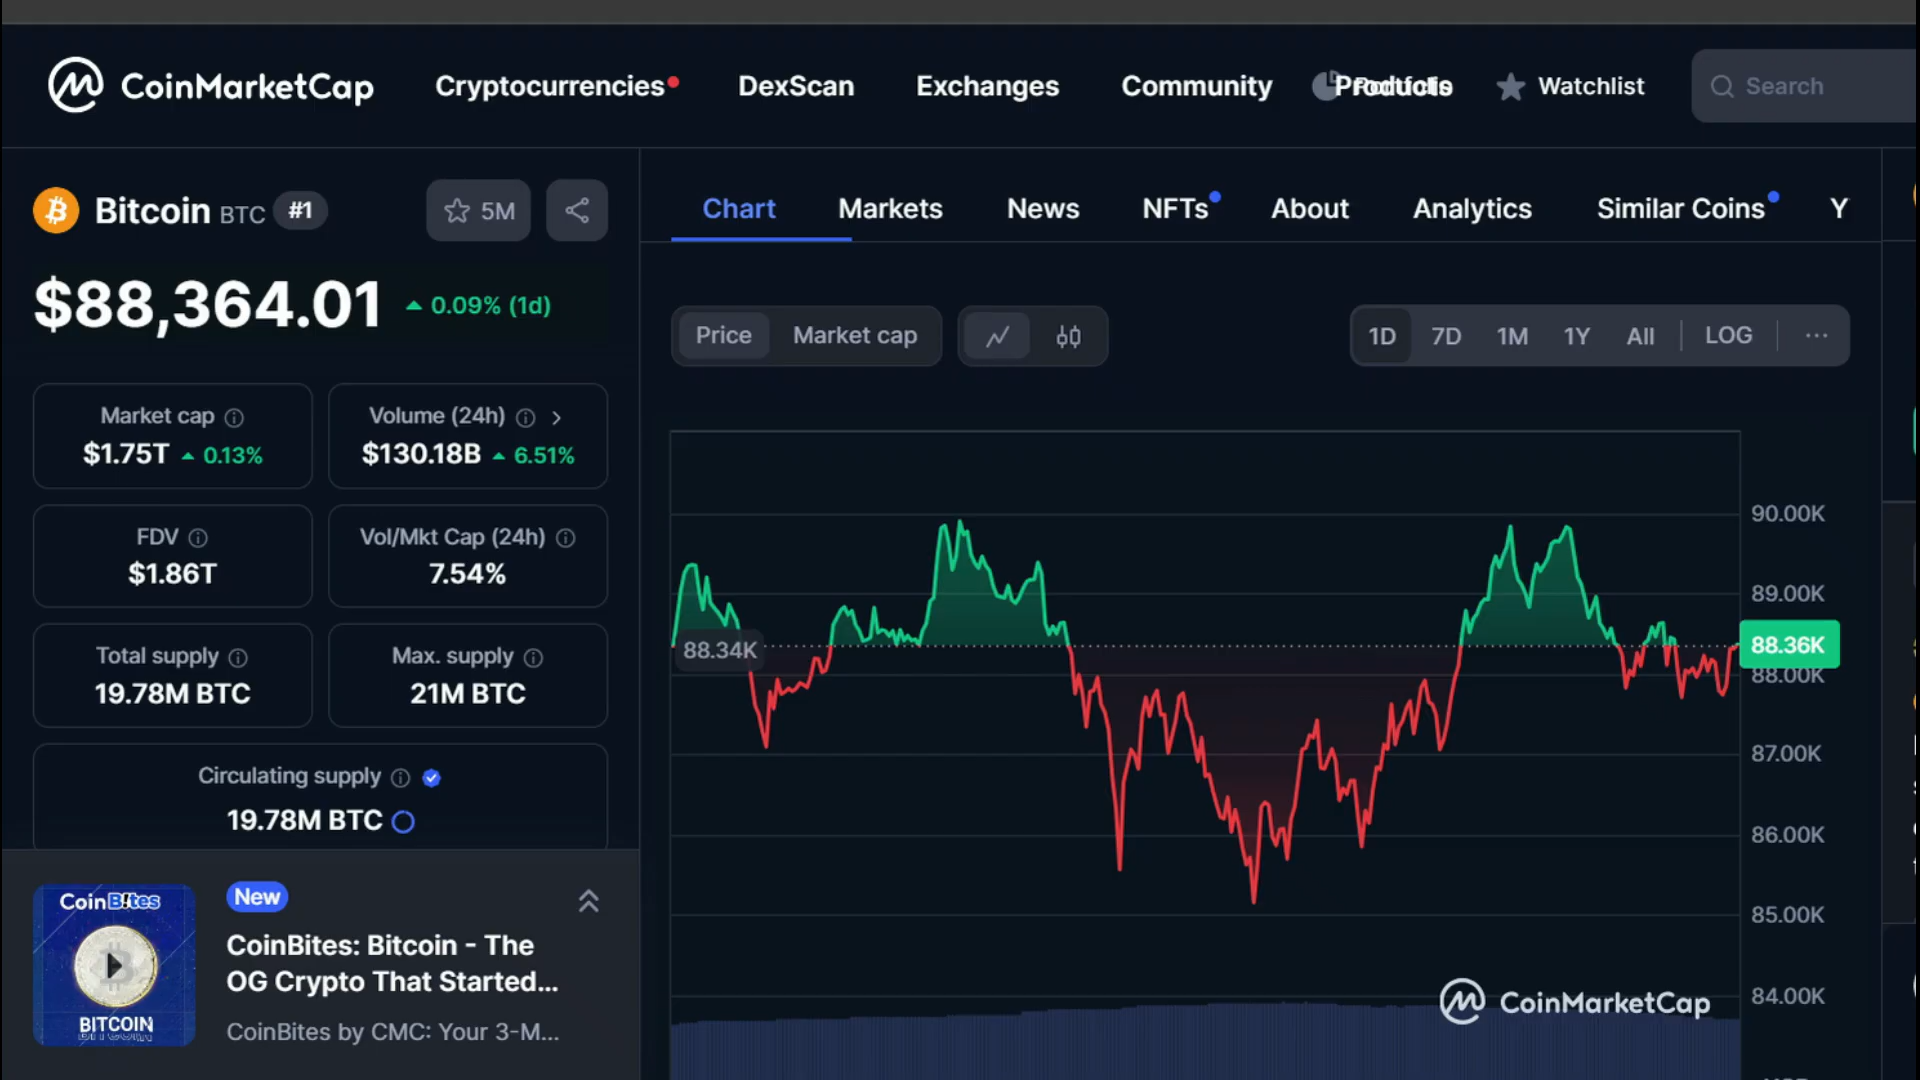 CoinMarketCap
Cryptocurrencies
DexScan
Exchanges
Community
Products
Watchlist
Search
Bitcoin BTC #1
5M
$88,364.01
0.09% (1d)
Market cap
$1.75T 0.13%
Volume (24h)
$130.18B 6.51%
FDV
$1.86T
Vol/Mkt Cap (24h)
7.54%
Total supply
19.78M BTC
Max. supply
21M BTC
Circulating supply
19.78M BTC
CoinBites
BITCOIN
New
CoinBites: Bitcoin - The
OG Crypto That Started...
CoinBites by CMC: Your 3-M...
Chart
Markets
News
NFTs
About
Analytics
Similar Coins
Y
Price
Market cap
1D
7D
1M
1Y
All
LOG
90.00K
89.00K
88.34K
88.36K
88.00K
87.00K
86.00K
85.00K
84.00K
CoinMarketCap